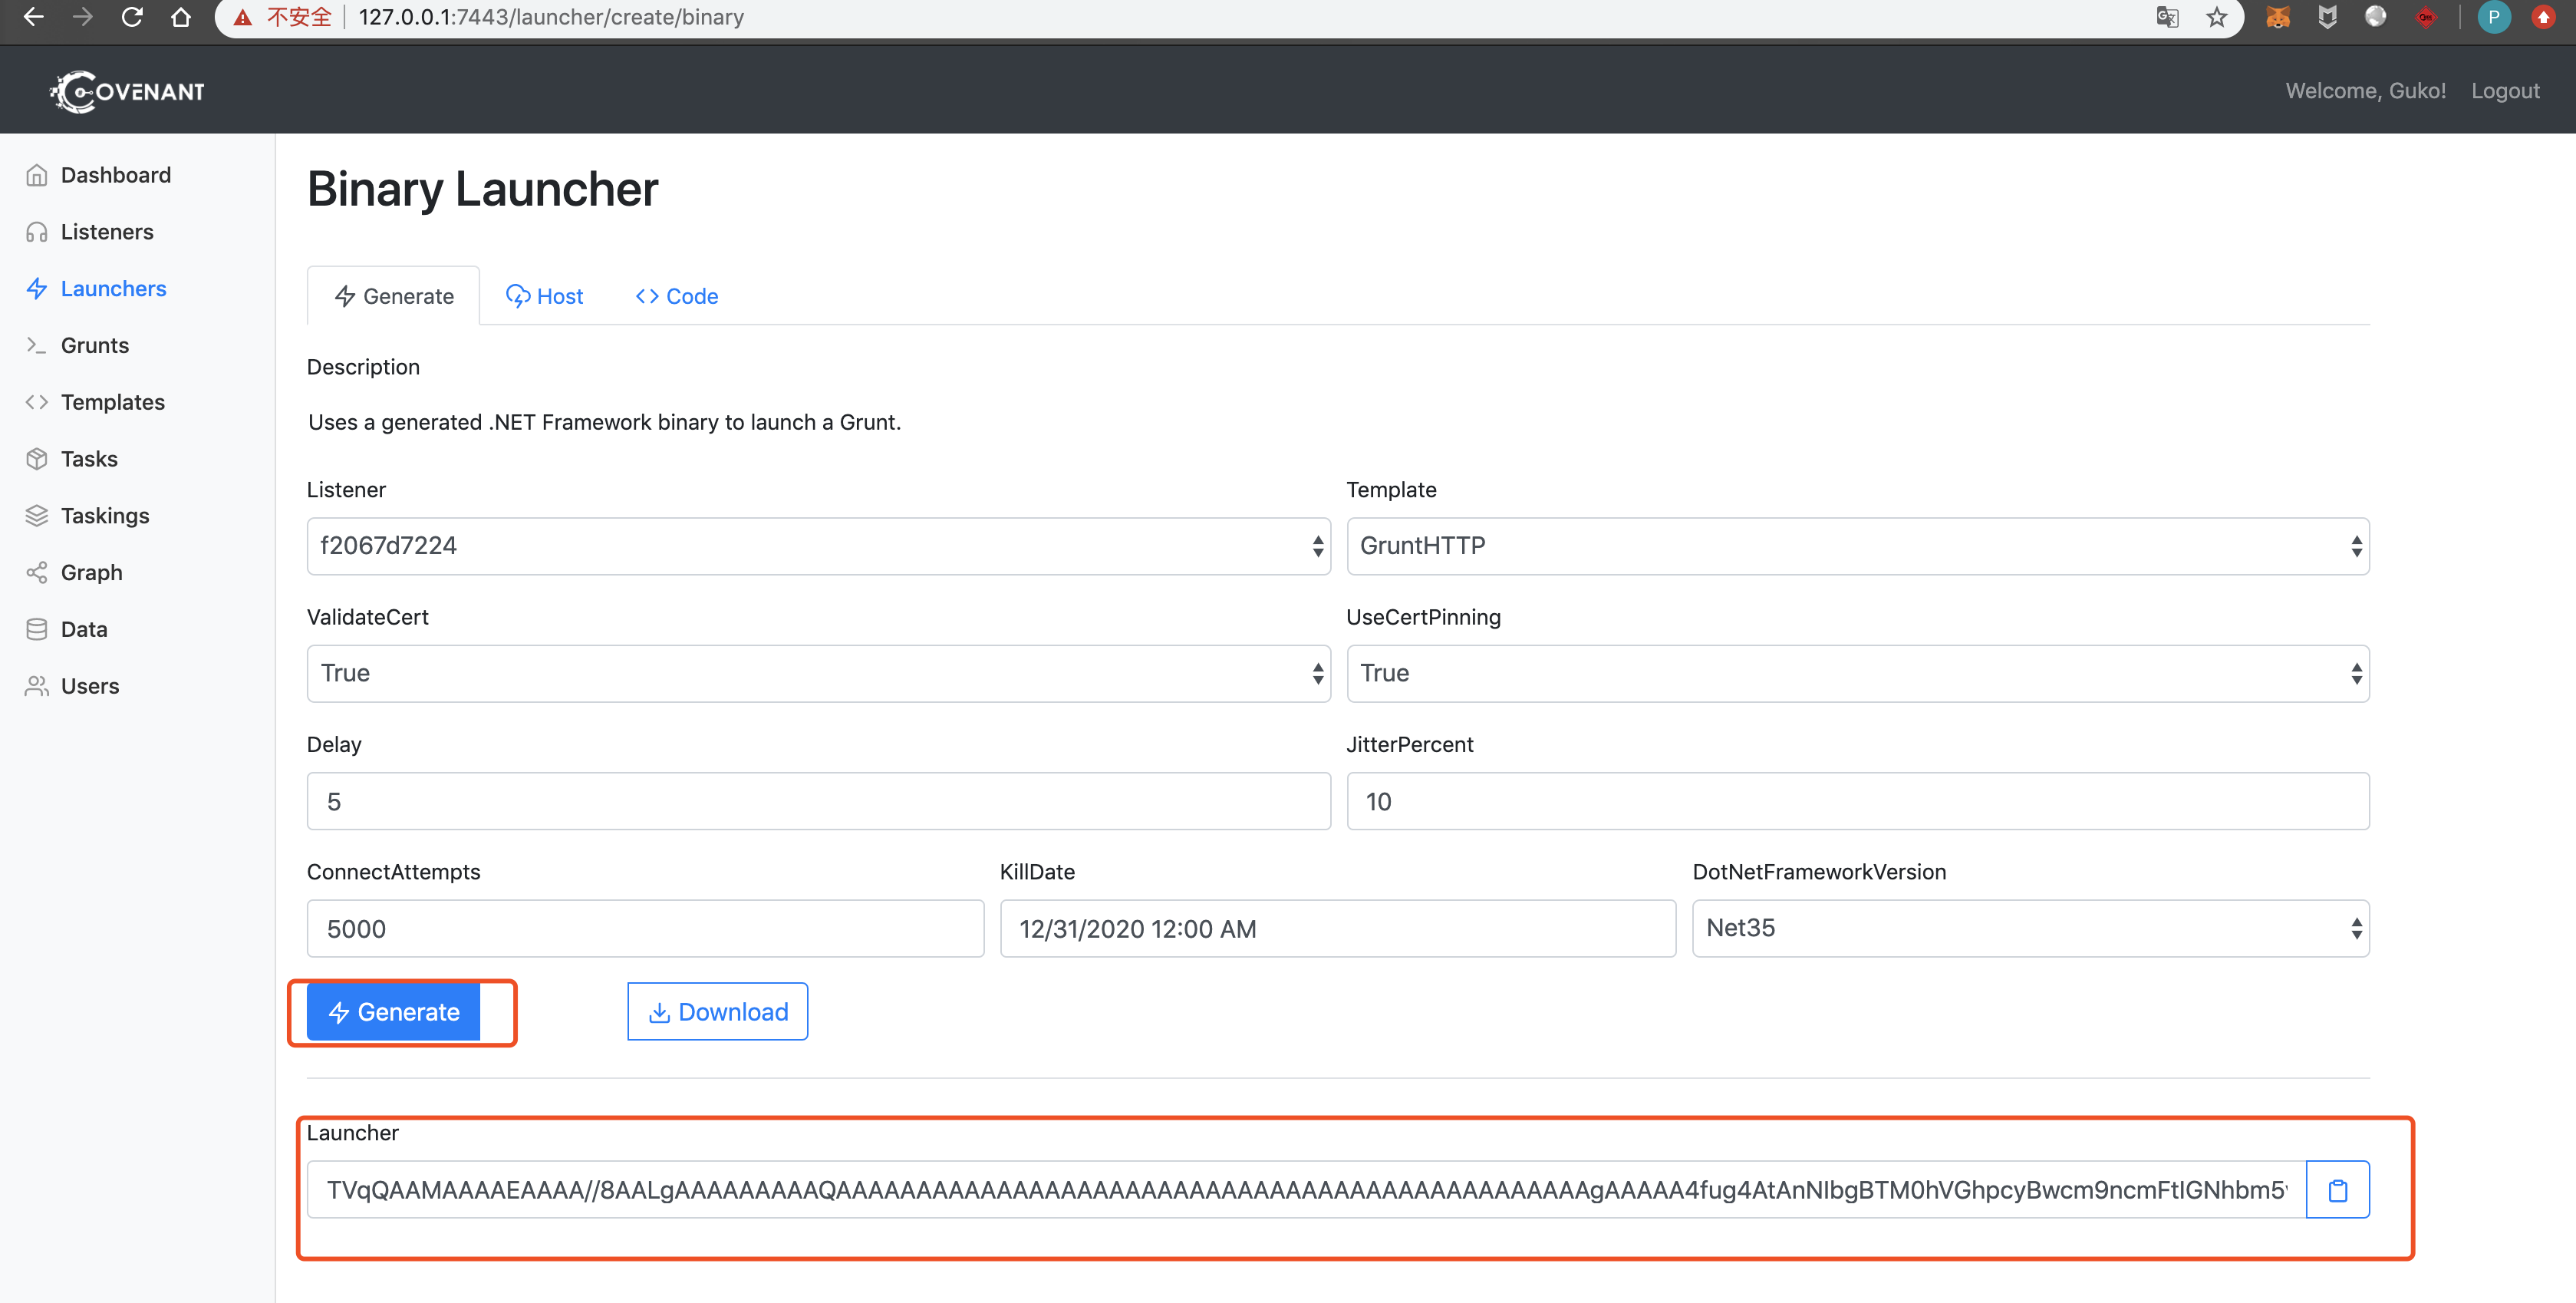 不安全 127.0.0.1:7443/launcher/create/binary
P
COVENANT
Welcome, Guko! Logout
Dashboard
Listeners
Launchers
Grunts
Templates
Tasks
Taskings
Graph
Data
Users
Binary Launcher
Generate Host Code
Description
Uses a generated .NET Framework binary to launch a Grunt.
Listener Template
f2067d7224 GruntHTTP
ValidateCert UseCertPinning
True True
Delay JitterPercent
5 10
ConnectAttempts KillDate DotNetFrameworkVersion
5000 12/31/2020 12:00 AM Net35
Generate Download
Launcher